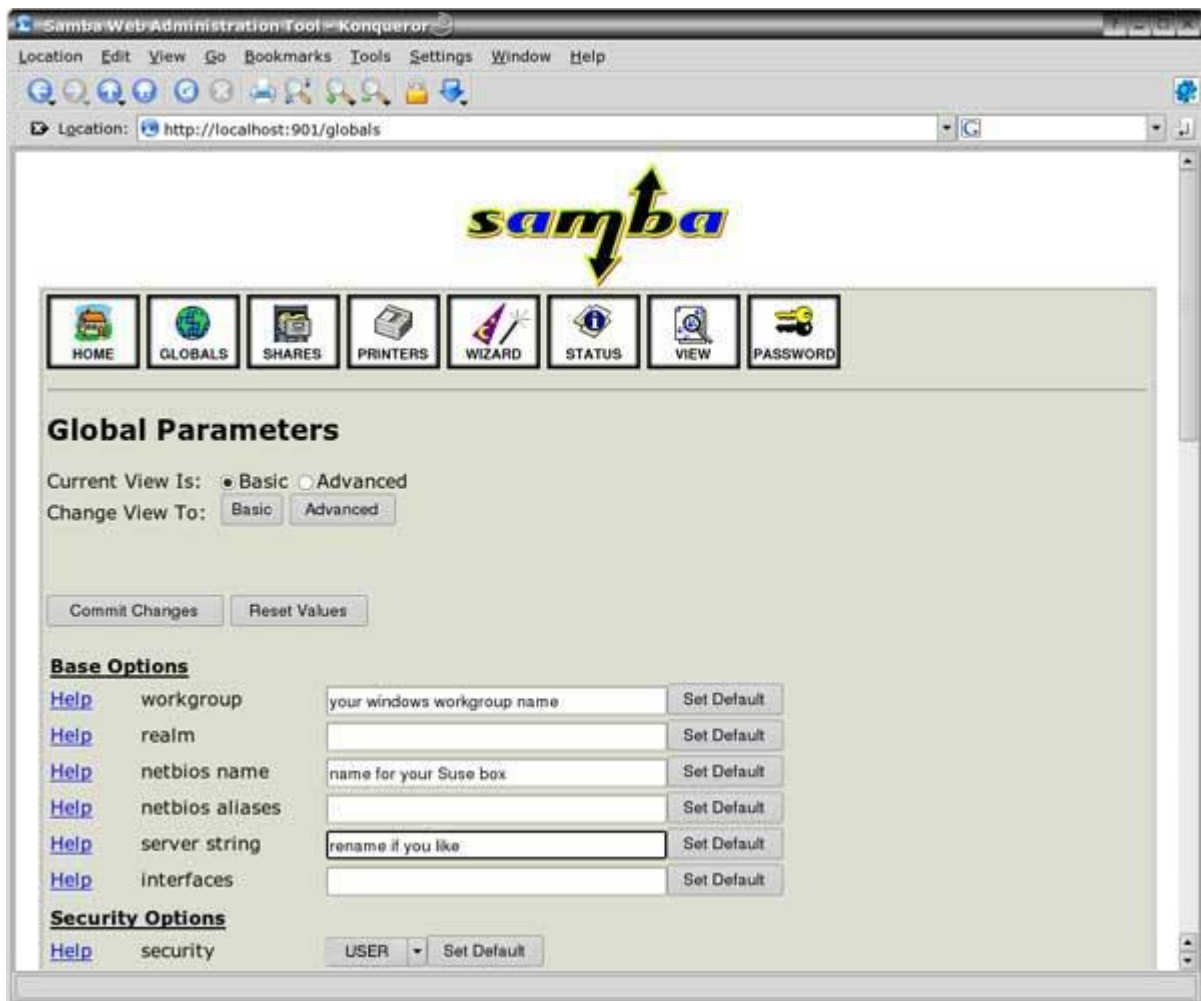 Samba Web Administration Tool - Konqueror
Location Edit View Go Bookmarks Tools Settings Window Help
Location: http://localhost:901/globals
samba
HOME GLOBALS SHARES PRINTERS WIZARD STATUS VIEW PASSWORD
Global Parameters
Current View Is: Basic Advanced
Change View To: Basic Advanced
Commit Changes Reset Values
Base Options
Help workgroup your windows workgroup name Set Default
Help realm Set Default
Help netbios name name for your Suse box Set Default
Help netbios aliases Set Default
Help server string rename if you like Set Default
Help interfaces Set Default
Security Options
Help security USER Set Default